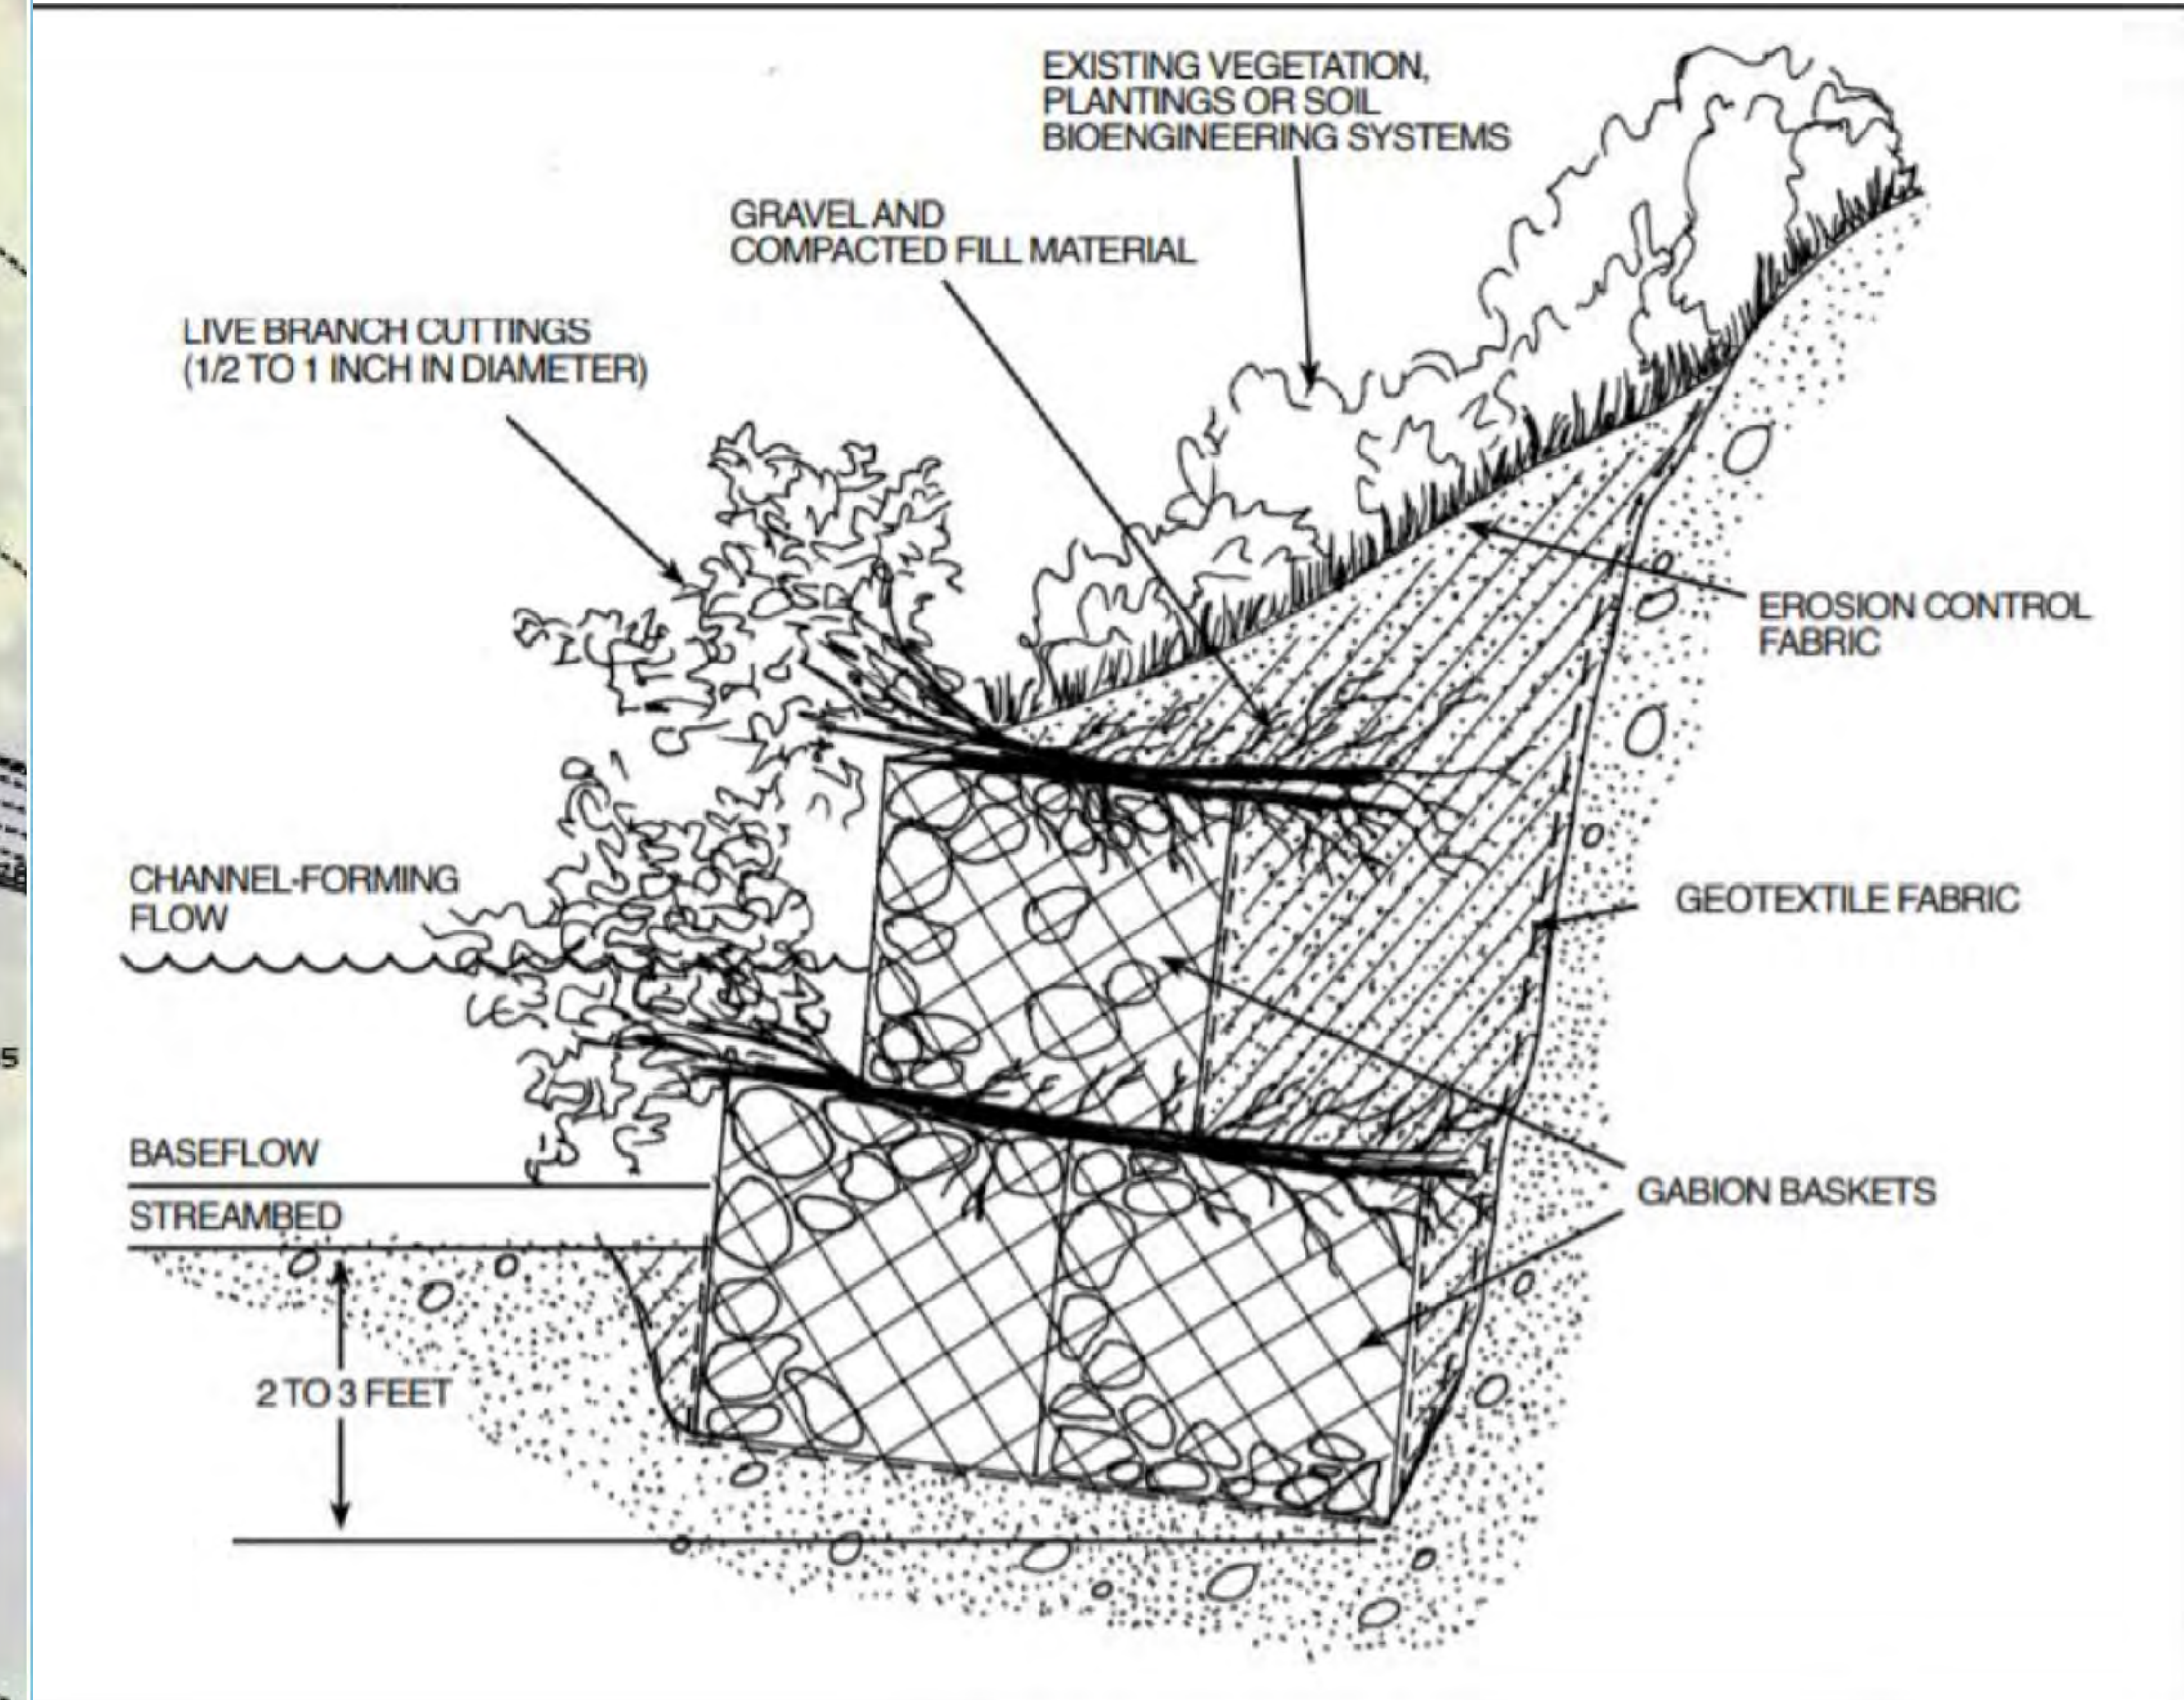 EXISTING VEGETATION,
PLANTINGS OR SOIL
BIOENGINEERING SYSTEMS
GRAVEL AND
COMPACTED FILL MATERIAL
LIVE BRANCH CUTTINGS
(1/2 TO 1 INCH IN DIAMETER)
EROSION CONTROL
FABRIC
CHANNEL-FORMING
FLOW
GEOTEXTILE FABRIC
5
BASEFLOW
GABION BASKETS
STREAMBED
2 TO 3 FEET